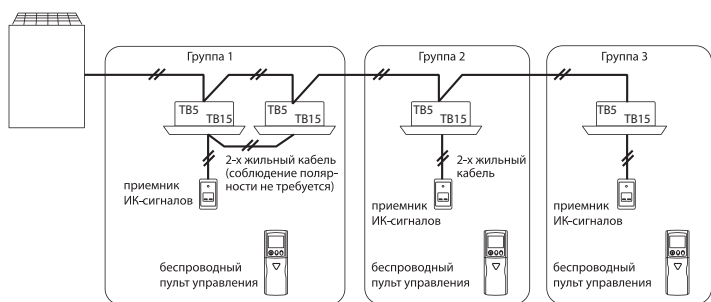 Группа 1
Группа 2
Группа 3
TB5
TB15
TB5
TB15
TB5
TB15
TB5
TB15
2-х жильный кабель
(соблюдение поляр-
ности не требуется)
2-х жильный
кабель
приемник
ИК-сигналов
приемник
ИК-сигналов
приемник
ИК-сигналов
беспроводный
пульт управления
беспроводный
пульт управления
беспроводный
пульт управления